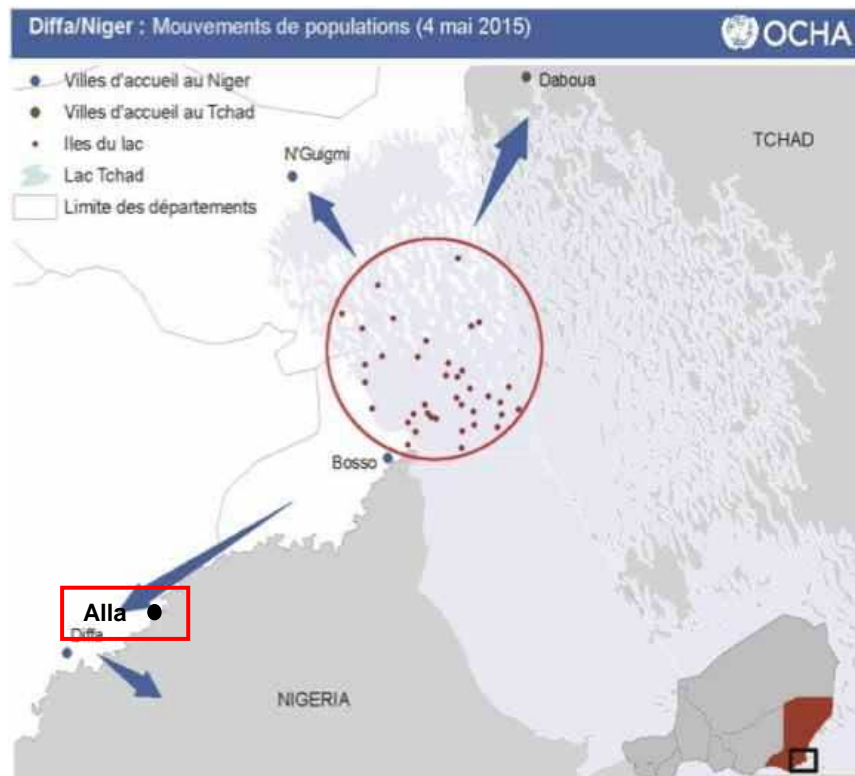 Diffa/Niger : Mouvements de populations (4 mai 2015)
OCHA
Villes d'accueil au Niger
Villes d'accueil au Tchad
Iles du lac
Lac Tchad
Limite des départements
Daboua
TCHAD
N'Guigmi
Bosso
Alla
Diffa
NIGERIA